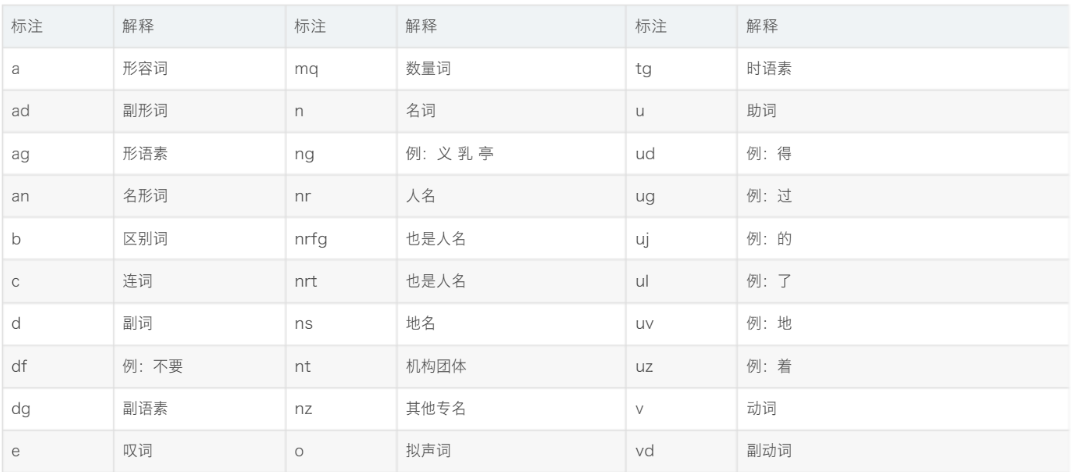 标注 解释 标注 解释 标注 解释
a 形容词 mq 数量词 tg 时语素
ad 副形词 n 名词 u 助词
ag 形语素 ng 例：义 乳 亭 ud 例：得
an 名形词 nr 人名 ug 例：过
b 区别词 nrfg 也是人名 uj 例：的
c 连词 nrt 也是人名 ul 例：了
d 副词 ns 地名 uv 例：地
df 例：不要 nt 机构团体 uz 例：着
dg 副语素 nz 其他专名 v 动词
e 叹词 o 拟声词 vd 副动词